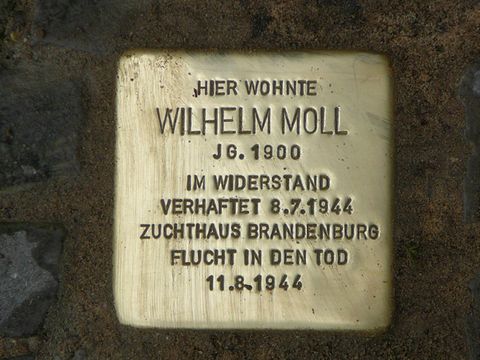 HIER WOHNTE
WILHELM MOLL
JG. 1900
IM WIDERSTAND
VERHAFTET 8.7.1944
ZUCHTHAUS BRANDENBURG
FLUCHT IN DEN TOD
11.8.1944